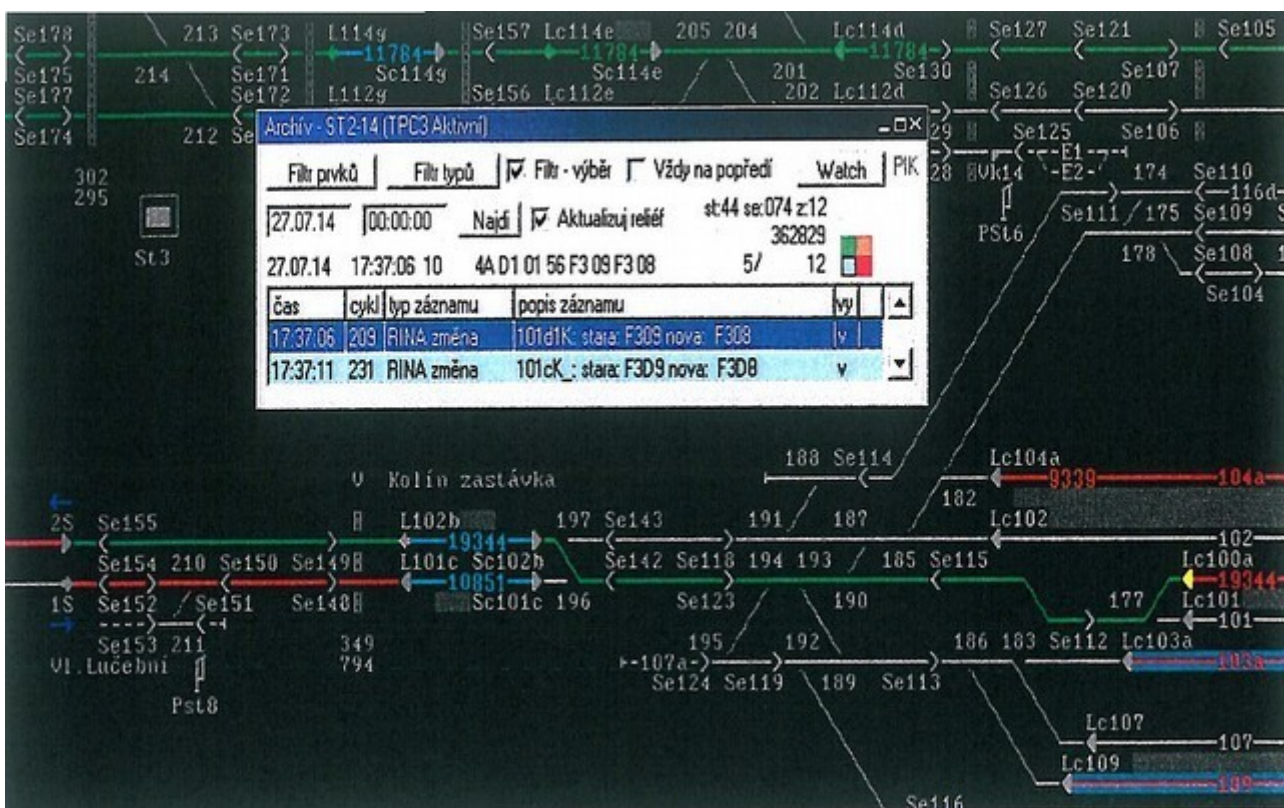 Se178 213 Se173 L114g Se157 Lc114e 205 204 Lc114d Se127 Se121 Se105
11784 11784 11784
Se175 214 Se171 Sc114g Sc114e 201 Se130 Se107
Se177 Se172 L112g Se156 Lc112e 202 Lc112d Se126 Se120
Se174 212 Se 29 Se125 Se106
Archív - ST2-14 (TPC3 Aktivní)
Filtr prvků Filtr typů Filtr - výběr Vždy na popředí Watch PIK
27.07.14 00:00:00 Najdi Aktualizuj reliéf st:44 se:074 z:12
362829
27.07.14 17:37:06 10 4A D1 01 56 F3 09 F3 08 5/ 12
čas cykl typ záznamu popis záznamu vy
17:37:06 209 RINA změna 101d1K: stara: F309 nova: F308 v
17:37:11 231 RINA změna 101cK_: stara: F3D9 nova: F3D8 v
E1
28 Vk14 E2 174 Se110
116d
302
295
Se111 175 Se109
PSt6
St3
178 Se108
Se104
188 Se114 Lc104a
V Kolín zastávka 9339 104a
182
2S Se155 L102b 197 Se143 191 187 Lc102
19344 102
Se154 210 Se150 Se149 L101c Sc102b Se142 Se118 194 193 185 Se115 Lc100a
10851 19344
1S Se152 Se151 Se148 Sc101c 196 Se123 190 177 Lc101
101
Se153 211 349 195 192 186 183 Se112 Lc103a
Vl.Lučební 794 107a 103a
Se124 Se119 189 Se113
Pst8
Lc107
107
Lc109
109
Se116